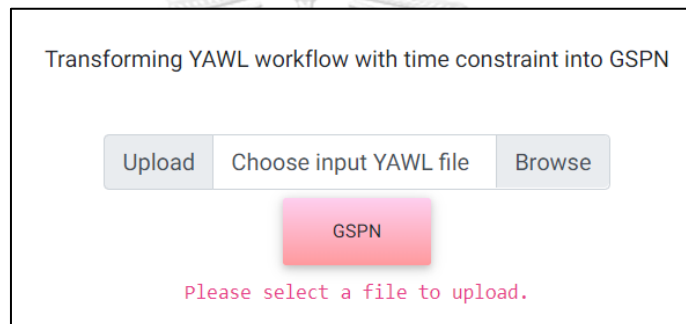 Transforming YAWL workflow with time constraint into GSPN
Upload Choose input YAWL file Browse
GSPN
Please select a file to upload.